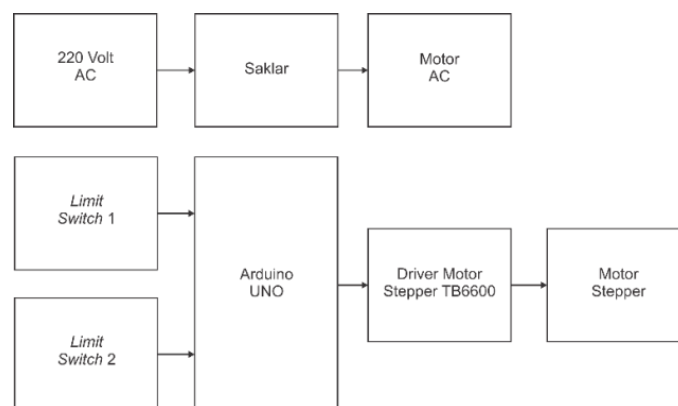 220 Volt
AC
Saklar
Motor
AC
Limit
Switch 1
Arduino
UNO
Driver Motor
Stepper TB6600
Motor
Stepper
Limit
Switch 2